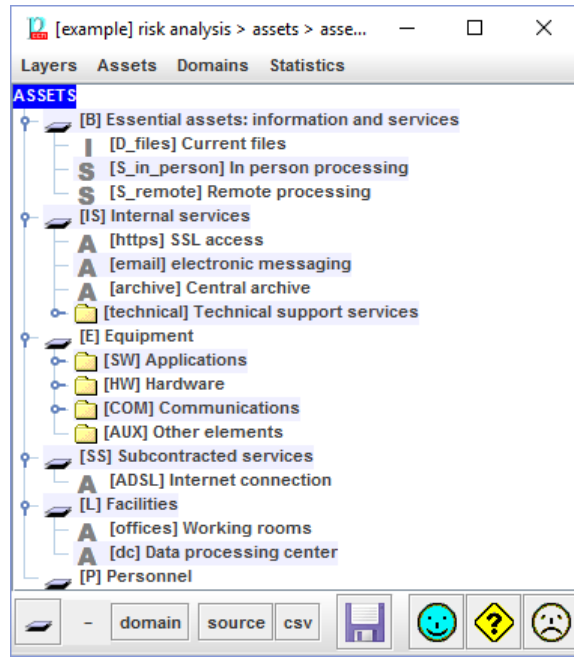 [example] risk analysis > assets > asse...
Layers Assets Domains Statistics
ASSETS
[B] Essential assets: information and services
I [D_files] Current files
S [S_in_person] In person processing
S [S_remote] Remote processing
[IS] Internal services
A [https] SSL access
A [email] electronic messaging
A [archive] Central archive
[technical] Technical support services
[E] Equipment
[SW] Applications
[HW] Hardware
[COM] Communications
[AUX] Other elements
[SS] Subcontracted services
A [ADSL] Internet connection
[L] Facilities
A [offices] Working rooms
A [dc] Data processing center
[P] Personnel
– domain source csv ?